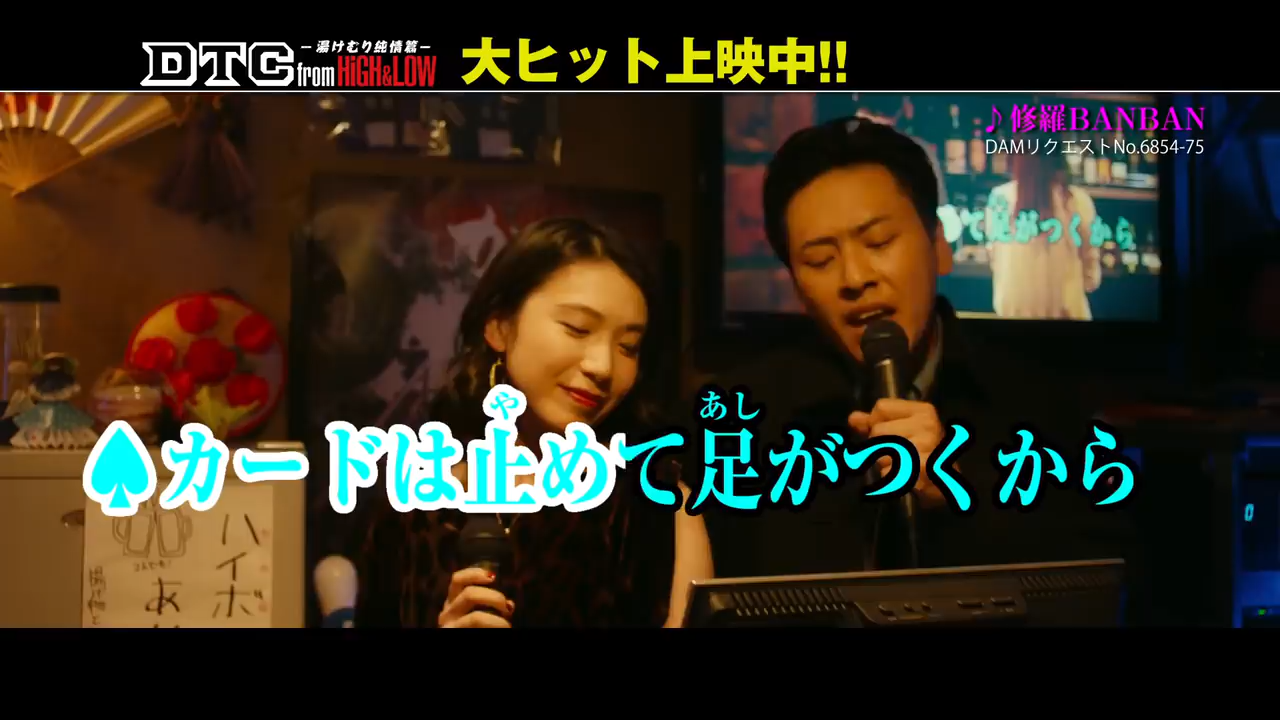 DTC
－湯けむり純情篇－
from HiGH&LOW
大ヒット上映中!!
♪修羅BANBAN
DAMリクエストNo.6854-75
て足がつくから
や
あし
♠カードは止めて足がつくから
ハイボ